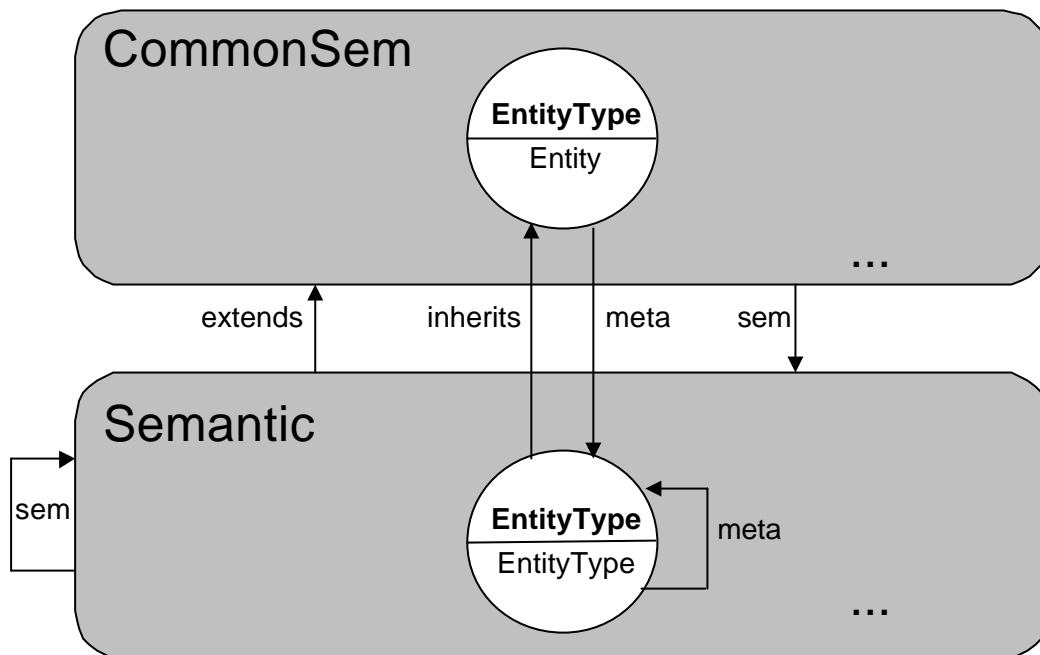 CommonSem
EntityType
Entity
...
extends
inherits
meta
sem
Semantic
sem
EntityType
EntityType
meta
...